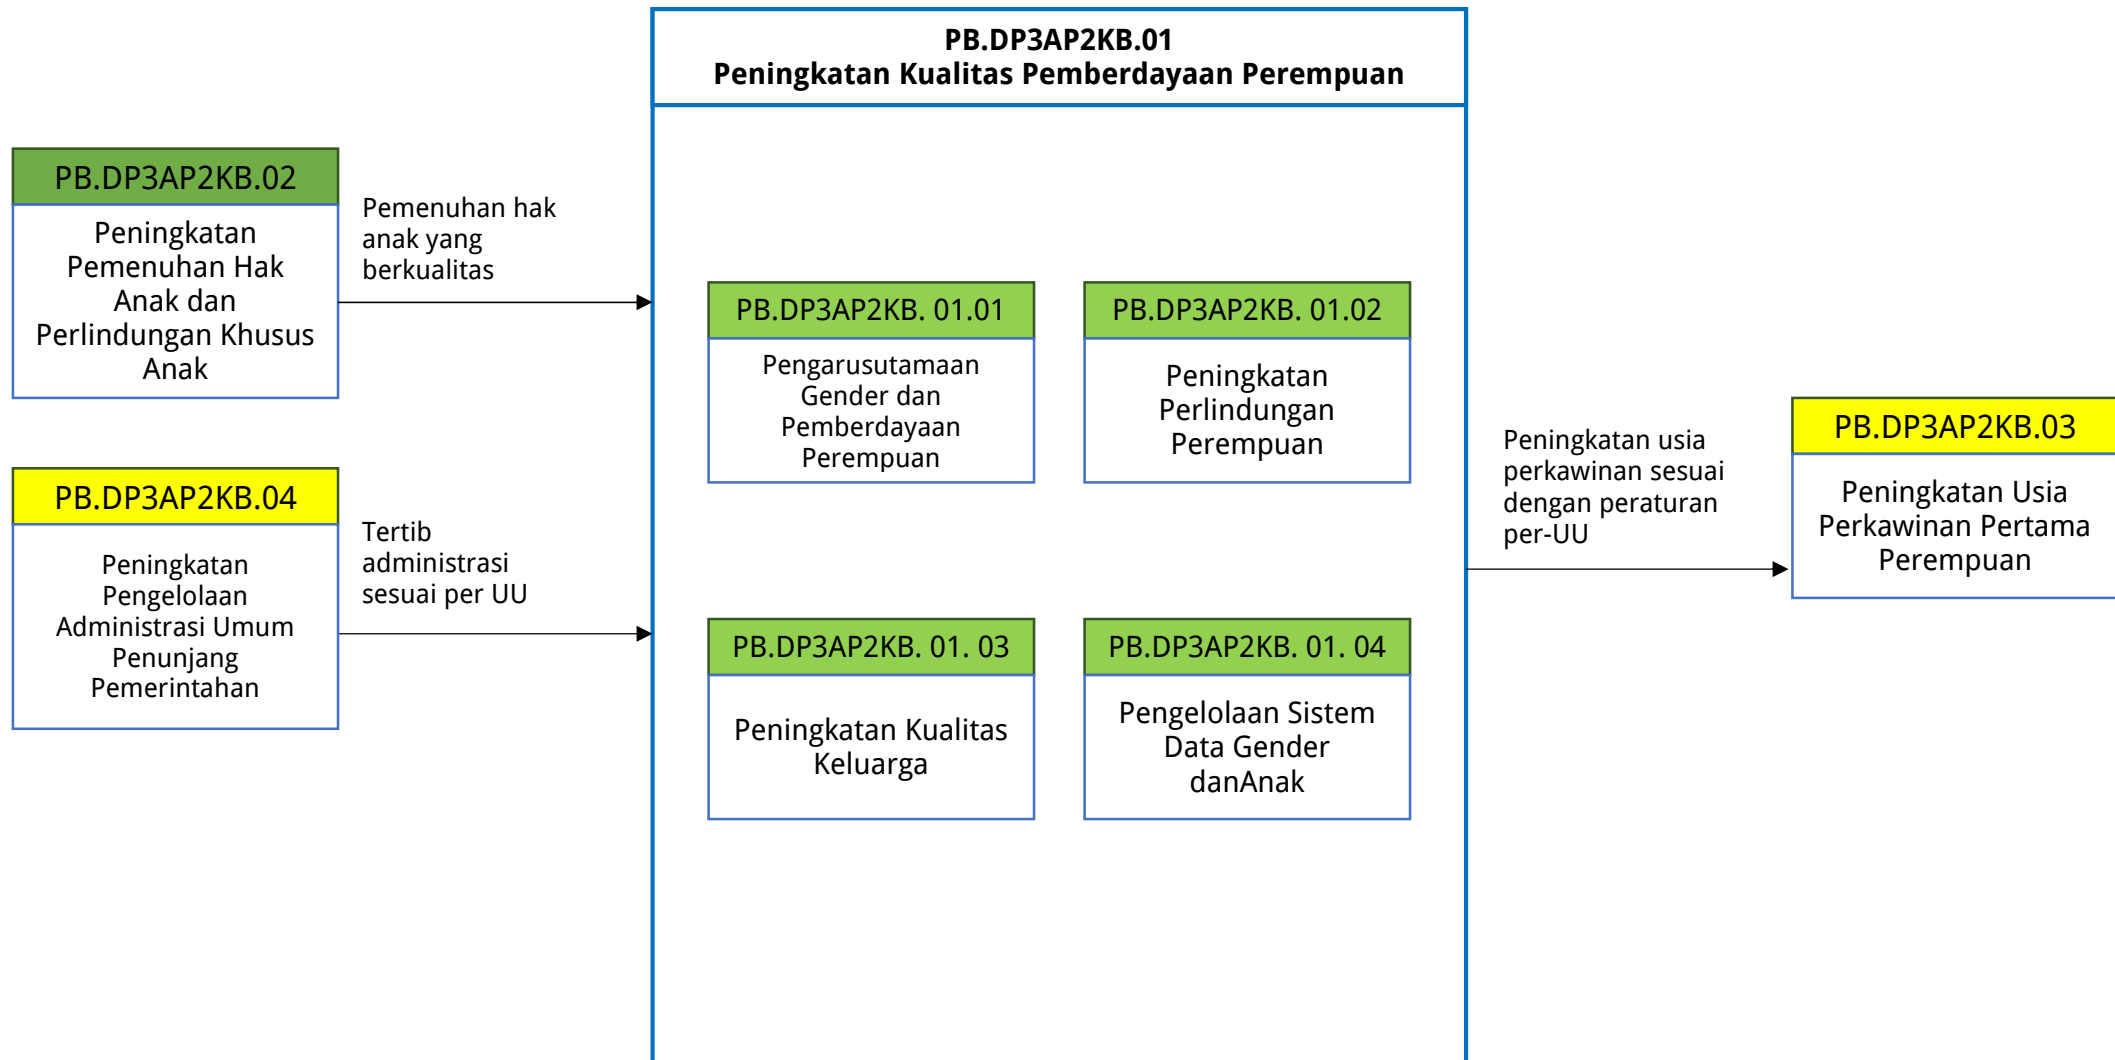 PB.DP3AP2KB.01
Peningkatan Kualitas Pemberdayaan Perempuan
PB.DP3AP2KB.02
Peningkatan
Pemenuhan Hak
Anak dan
Perlindungan Khusus
Anak
Pemenuhan hak
anak yang
berkualitas
PB.DP3AP2KB.04
Peningkatan
Pengelolaan
Administrasi Umum
Penunjang
Pemerintahan
Tertib
administrasi
sesuai per UU
PB.DP3AP2KB. 01.01
Pengarusutamaan
Gender dan
Pemberdayaan
Perempuan
PB.DP3AP2KB. 01.02
Peningkatan
Perlindungan
Perempuan
PB.DP3AP2KB. 01. 03
Peningkatan Kualitas
Keluarga
PB.DP3AP2KB. 01. 04
Pengelolaan Sistem
Data Gender
danAnak
Peningkatan usia
perkawinan sesuai
dengan peraturan
per-UU
PB.DP3AP2KB.03
Peningkatan Usia
Perkawinan Pertama
Perempuan